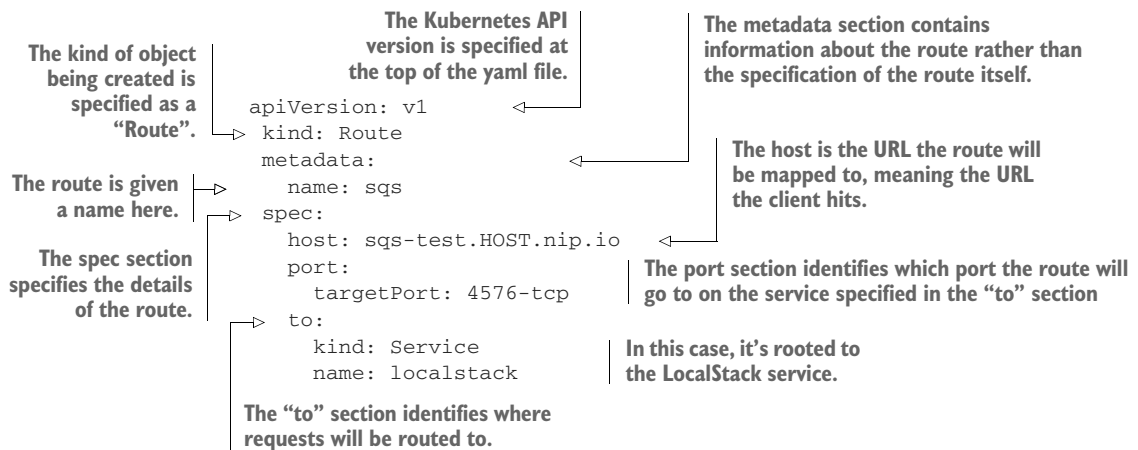 The Kubernetes API
version is specified at
the top of the yaml file.
The metadata section contains
information about the route rather than
the specification of the route itself.
The kind of object
being created is
specified as a
“Route”.
apiVersion: v1
kind: Route
metadata:
name: sqs
spec:
host: sqs-test.HOST.nip.io
port:
targetPort: 4576-tcp
to:
kind: Service
name: localstack
The route is given
a name here.
The host is the URL the route will
be mapped to, meaning the URL
the client hits.
The spec section
specifies the details
of the route.
The port section identifies which port the route will
go to on the service specified in the “to” section
In this case, it's rooted to
the LocalStack service.
The “to” section identifies where
requests will be routed to.